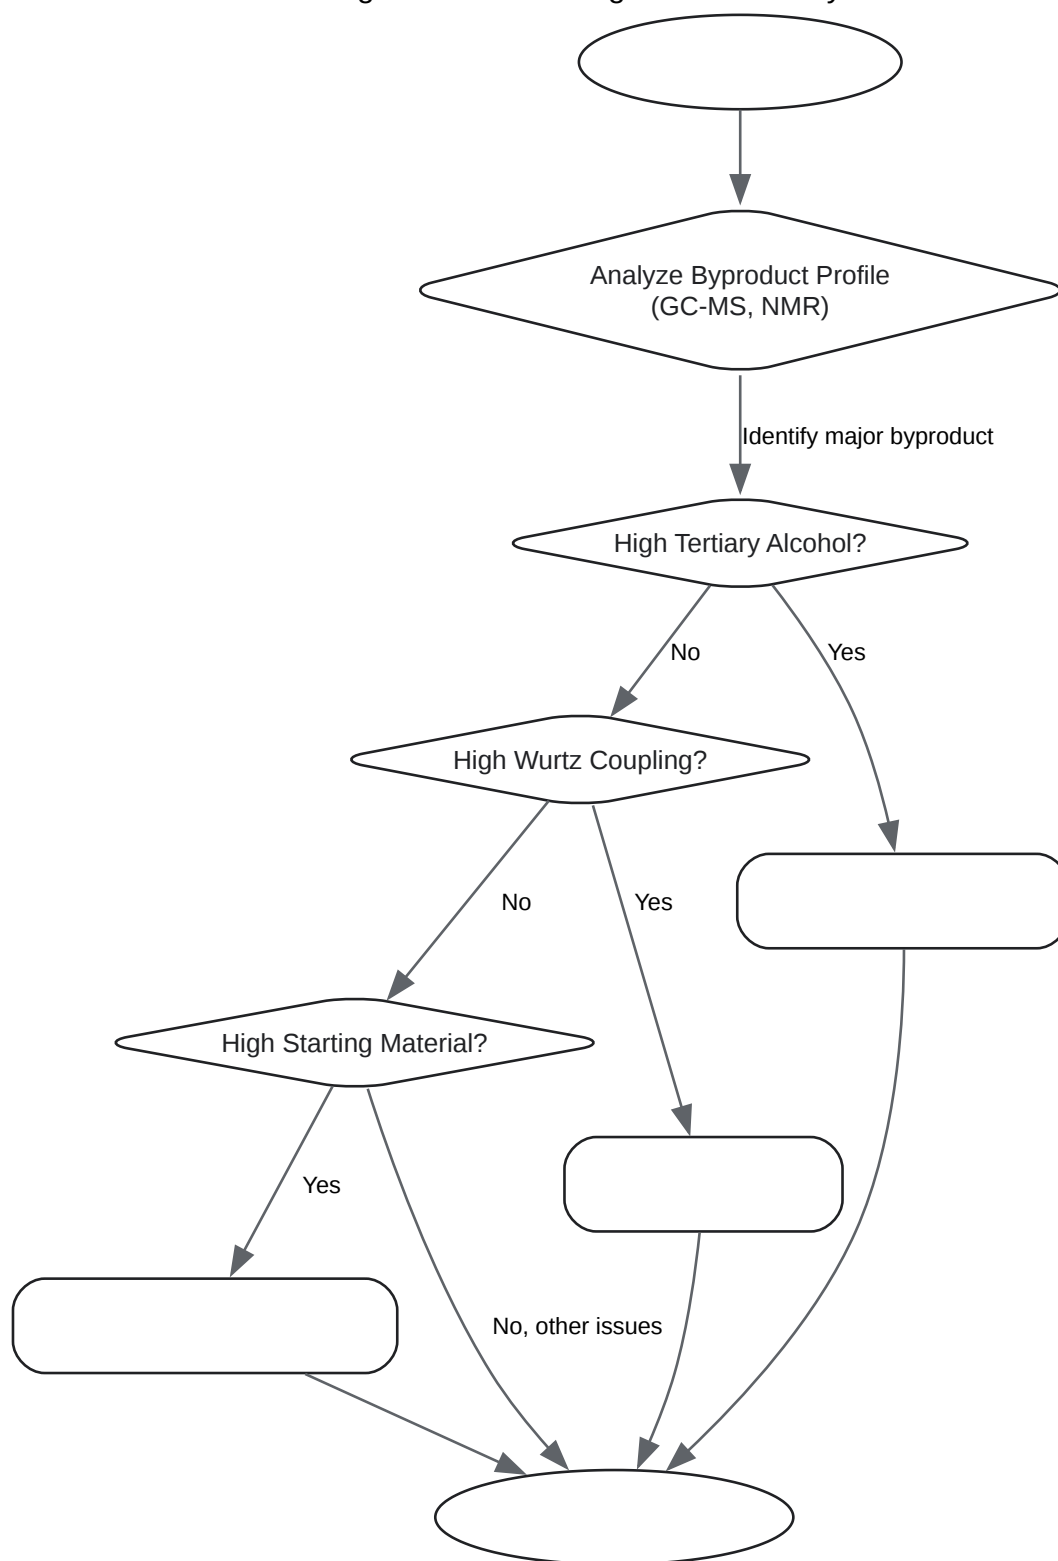 Analyze Byproduct Profile
(GC-MS, NMR)
Identify major byproduct
High Tertiary Alcohol?
No
Yes
High Wurtz Coupling?
No
Yes
High Starting Material?
Yes
No, other issues